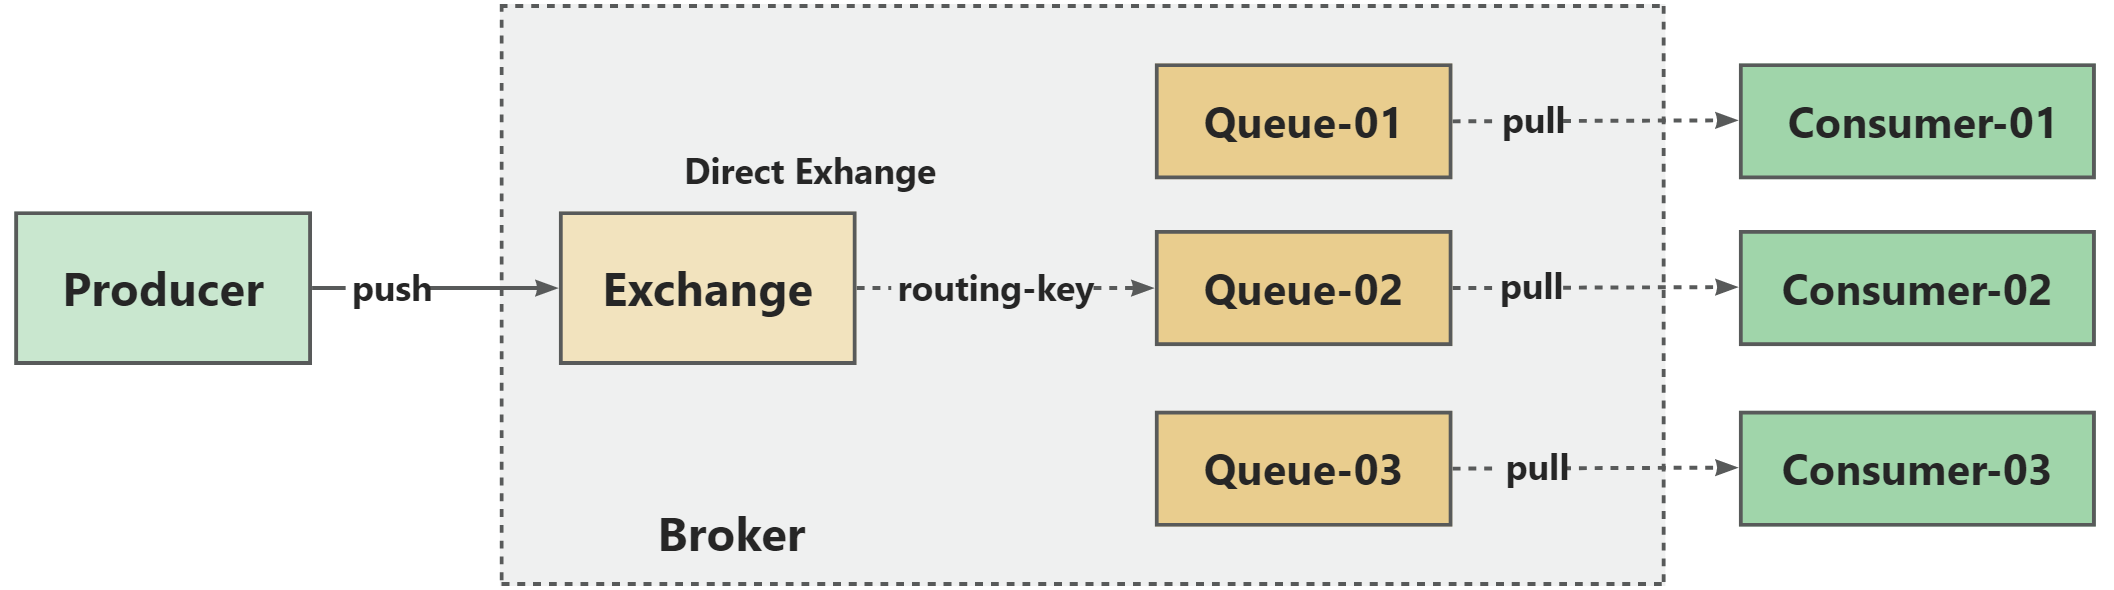 Queue-01
pull
Consumer-01
Direct Exhange
Producer
push
Exchange
routing-key
Queue-02
pull
Consumer-02
Queue-03
pull
Consumer-03
Broker